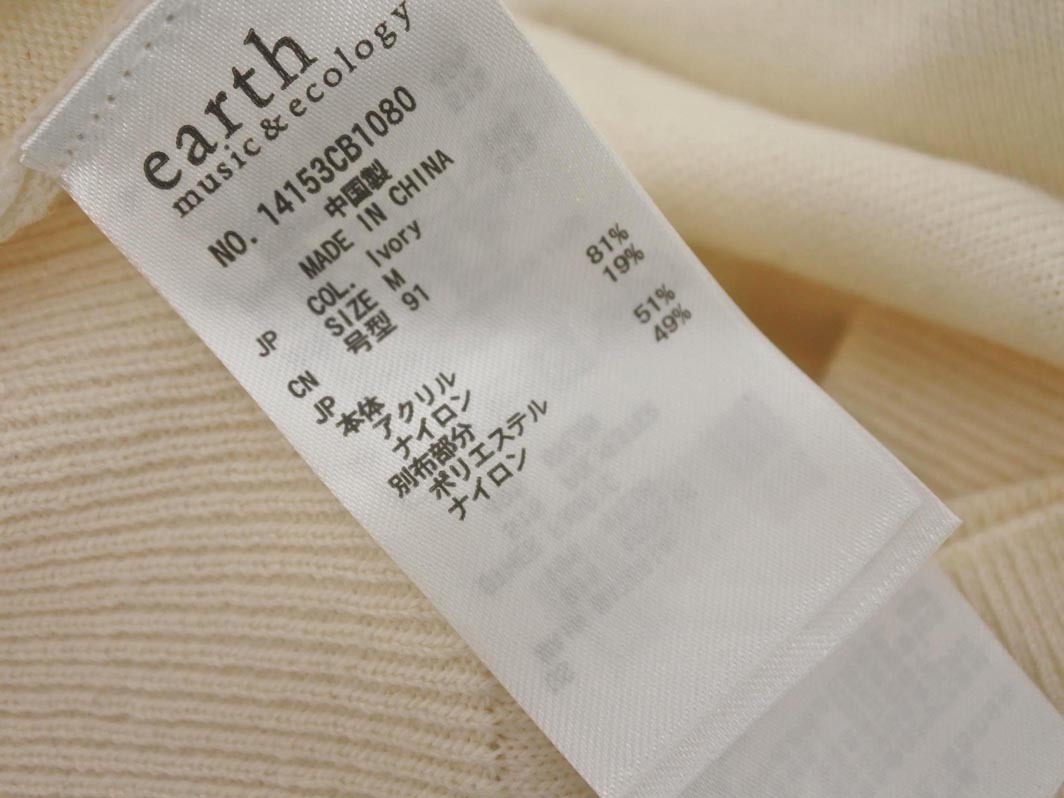 earth
music&ecology
NO. 14153CB1080
中国製
MADE IN CHINA
COL. Ivory
JP SIZE M
号型 91
CN
JP 本体
アクリル 81%
ナイロン 19%
別布部分
ポリエステル 51%
ナイロン 49%